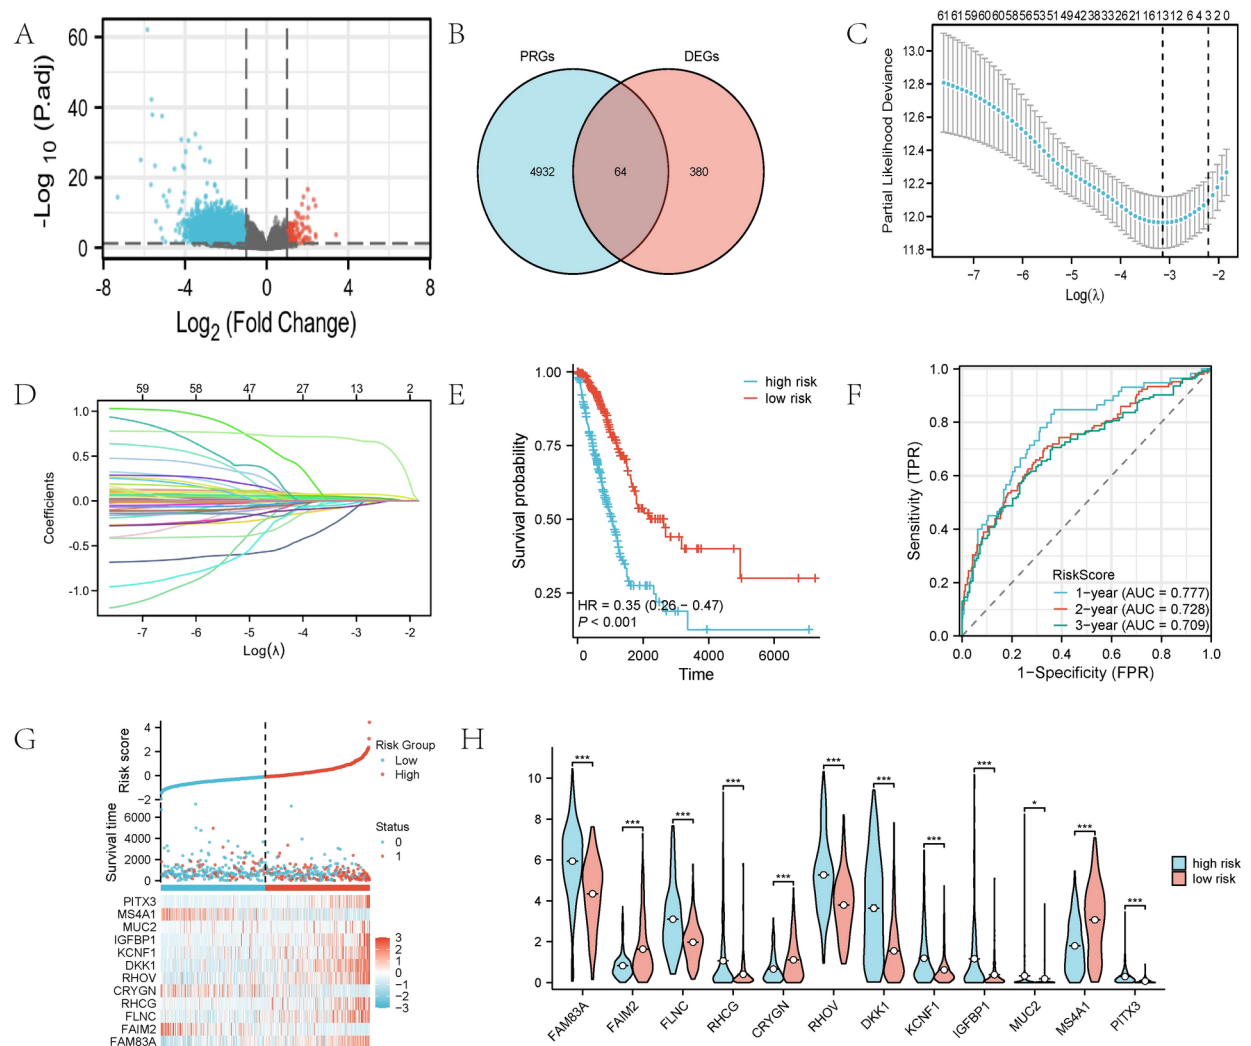 A
60
40
20
0
-Log 10 (P.adj)
-8
-4
0
4
8
Log2 (Fold Change)
B
PRGs
DEGs
4932
64
380
C
61 61 59 60 60 58 56 53 51 49 42 38 33 26 21 16 13 12 6 4 3 2 0
13.0
12.8
12.6
12.4
12.2
12.0
11.8
Partial Likelihood Deviance
−7
−6
−5
−4
−3
−2
Log(λ)
D
59
58
47
27
13
2
1.0
0.5
0.0
-0.5
-1.0
Coefficients
-7
-6
-5
-4
-3
-2
Log(λ)
E
1.00
0.75
0.50
0.25
Survival probability
high risk
low risk
HR = 0.35 (0.26 − 0.47)
P < 0.001
0
2000
4000
6000
Time
F
1.0
0.8
0.6
0.4
0.2
0.0
Sensitivity (TPR)
RiskScore
1-year (AUC = 0.777)
2-year (AUC = 0.728)
3-year (AUC = 0.709)
0.0
0.2
0.4
0.6
0.8
1.0
1−Specificity (FPR)
G
4
2
0
−2
Risk score
Risk Group
Low
High
6000
4000
2000
0
Survival time
Status
0
1
PITX3
MS4A1
MUC2
IGFBP1
KCNF1
DKK1
RHOV
CRYGN
RHCG
FLNC
FAIM2
FAM83A
3
2
1
0
−1
−2
−3
H
10
8
6
4
2
0
***
***
***
***
***
***
***
***
***
*
***
***
high risk
low risk
FAM83A
FAIM2
FLNC
RHCG
CRYGN
RHOV
DKK1
KCNF1
IGFBP1
MUC2
MS4A1
PITX3